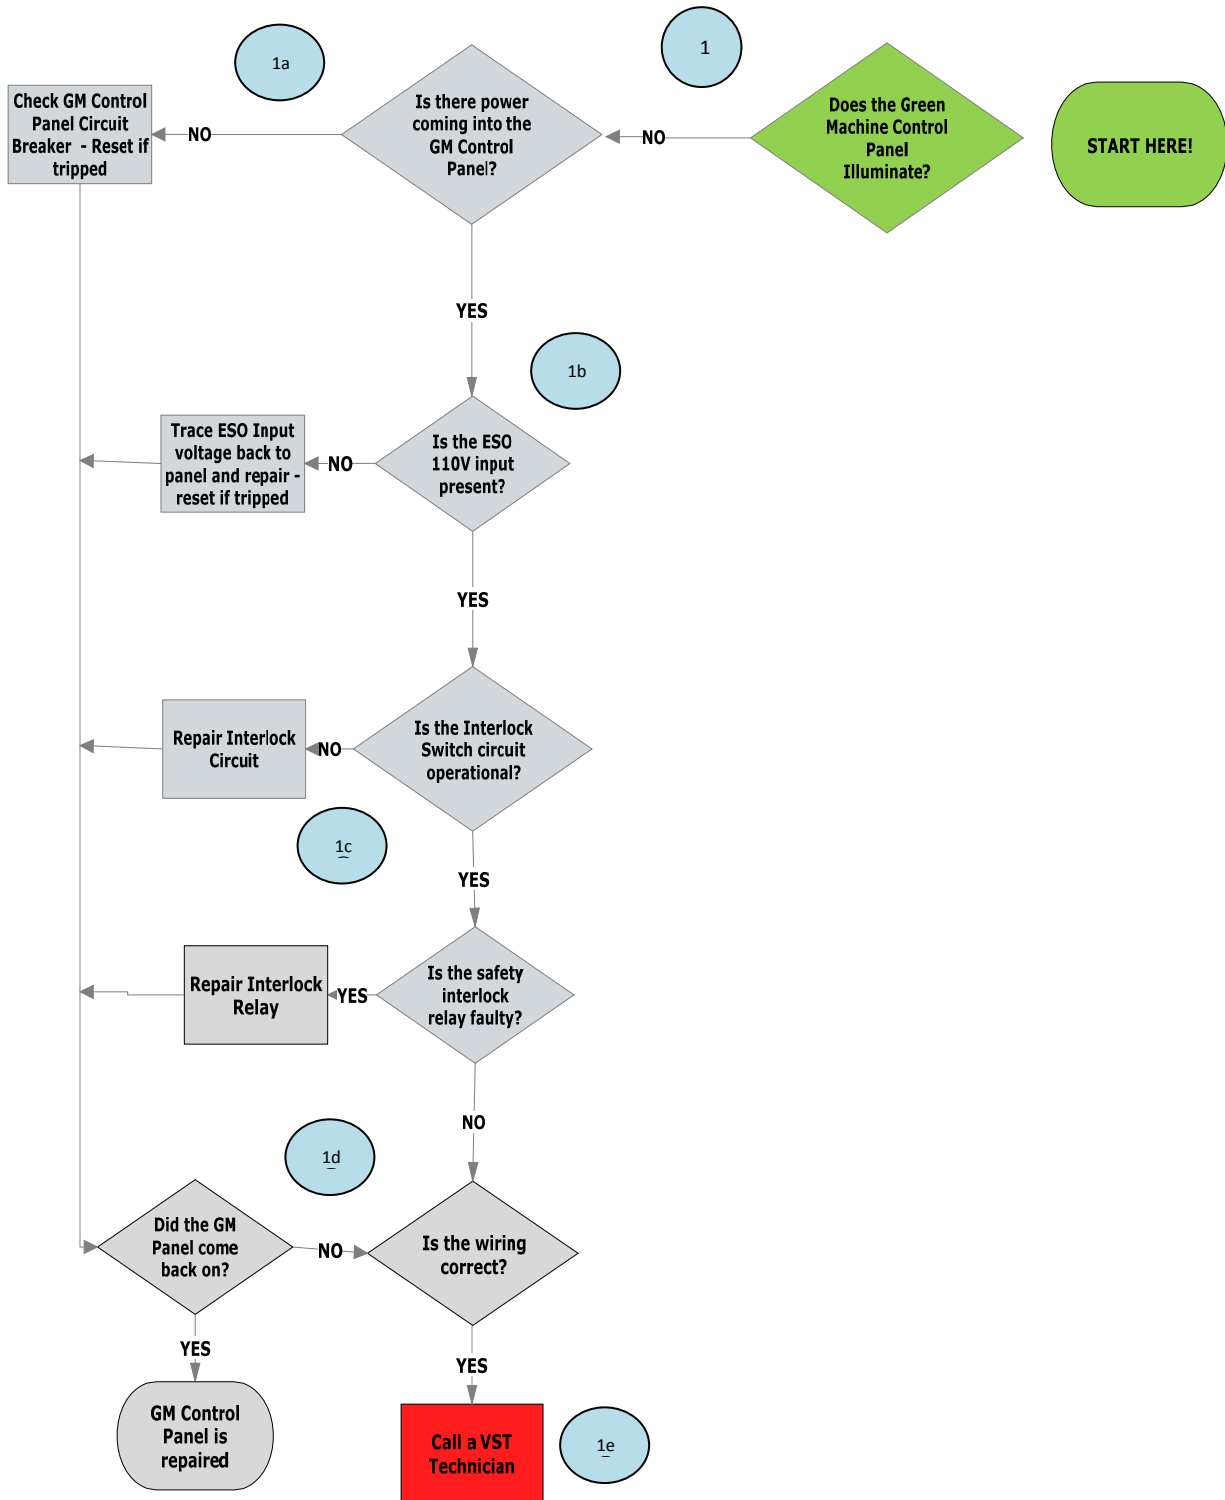 START HERE!
1
Does the Green
Machine Control
Panel
Illuminate?
NO
1a
Is there power
coming into the
GM Control
Panel?
NO
Check GM Control
Panel Circuit
Breaker - Reset if
tripped
YES
1b
Is the ESO
110V input
present?
NO
Trace ESO Input
voltage back to
panel and repair -
reset if tripped
YES
Is the Interlock
Switch circuit
operational?
NO
Repair Interlock
Circuit
1c
YES
Is the safety
interlock
relay faulty?
YES
Repair Interlock
Relay
NO
1d
Did the GM
Panel come
back on?
NO
Is the wiring
correct?
YES
GM Control
Panel is
repaired
YES
Call a VST
Technician
1e